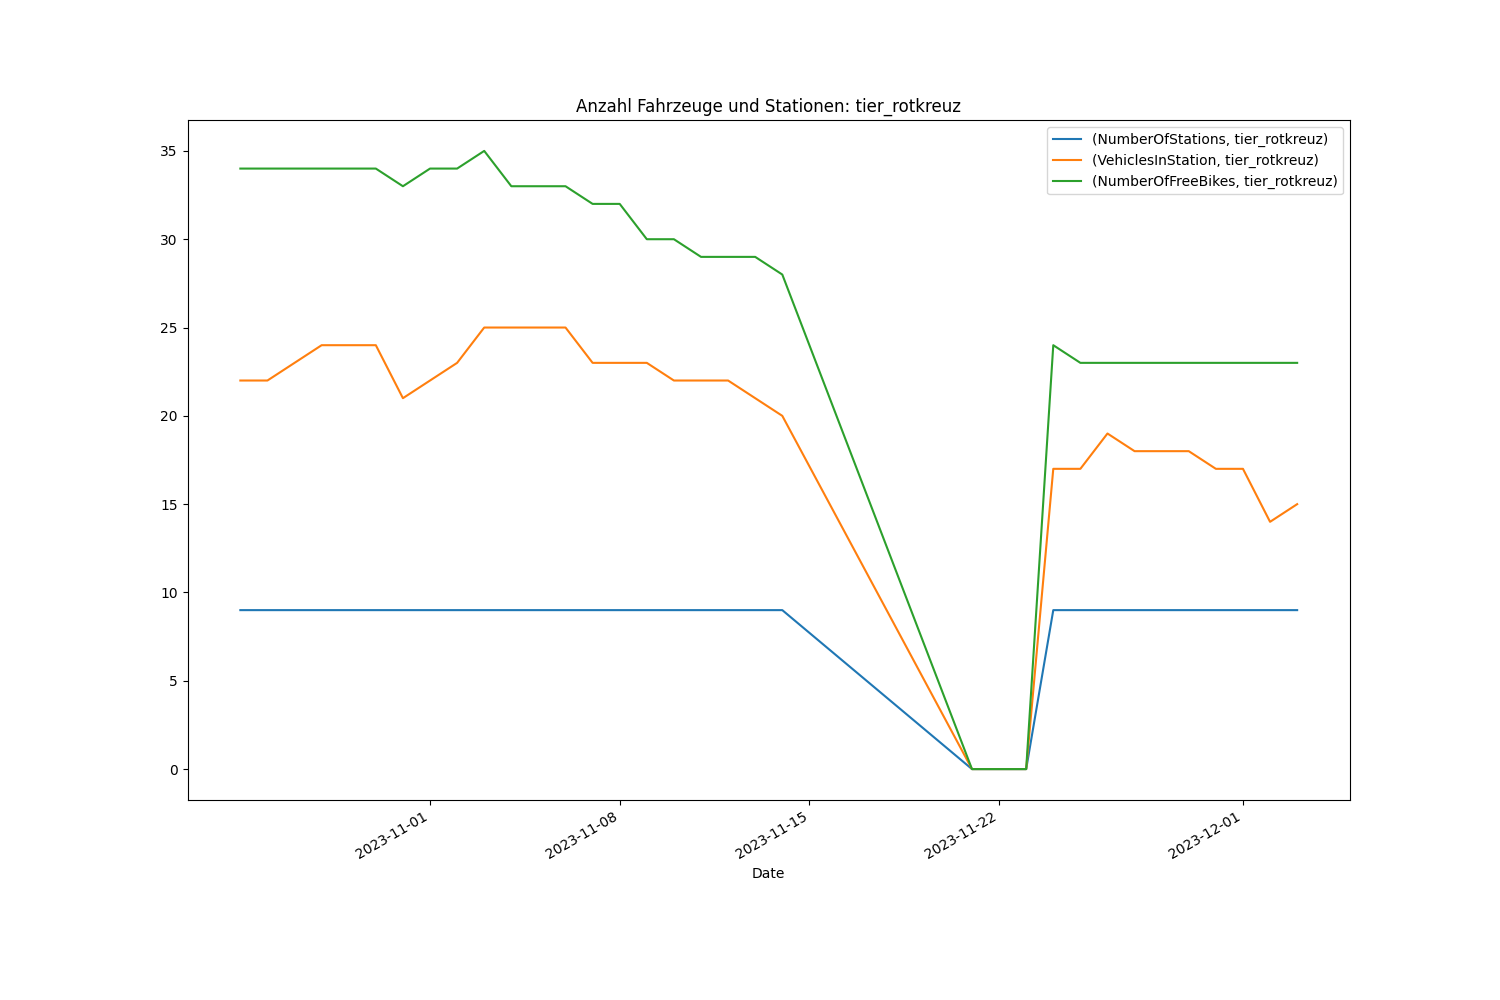 Anzahl Fahrzeuge und Stationen: tier_rotkreuz
(NumberOfStations, tier_rotkreuz)
(VehiclesInStation, tier_rotkreuz)
(NumberOfFreeBikes, tier_rotkreuz)
35
30
25
20
15
10
5
0
2023-11-01
2023-11-08
2023-11-15
2023-11-22
2023-12-01
Date